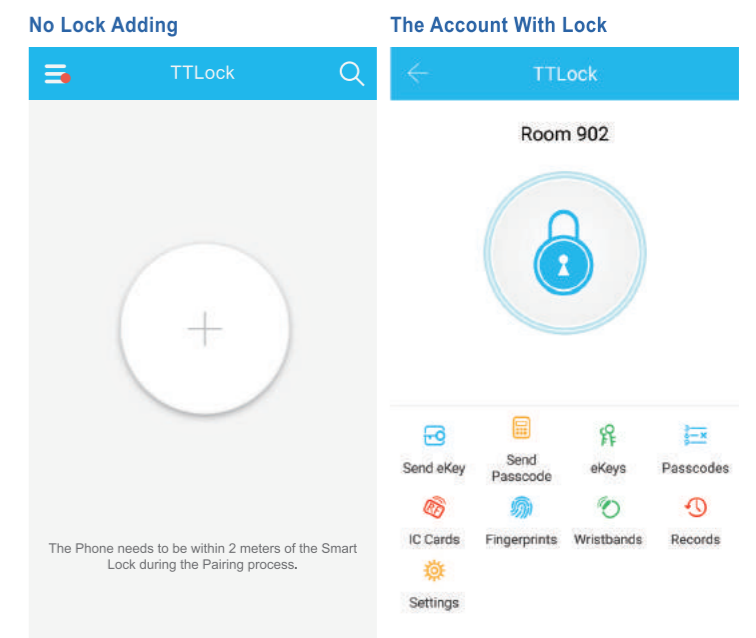 No Lock Adding
TTLock
The Phone needs to be within 2 meters of the Smart
Lock during the Pairing process.
The Account With Lock
TTLock
Room 902
Send eKey
Send
Passcode
eKeys
Passcodes
IC Cards
Fingerprints
Wristbands
Records
Settings